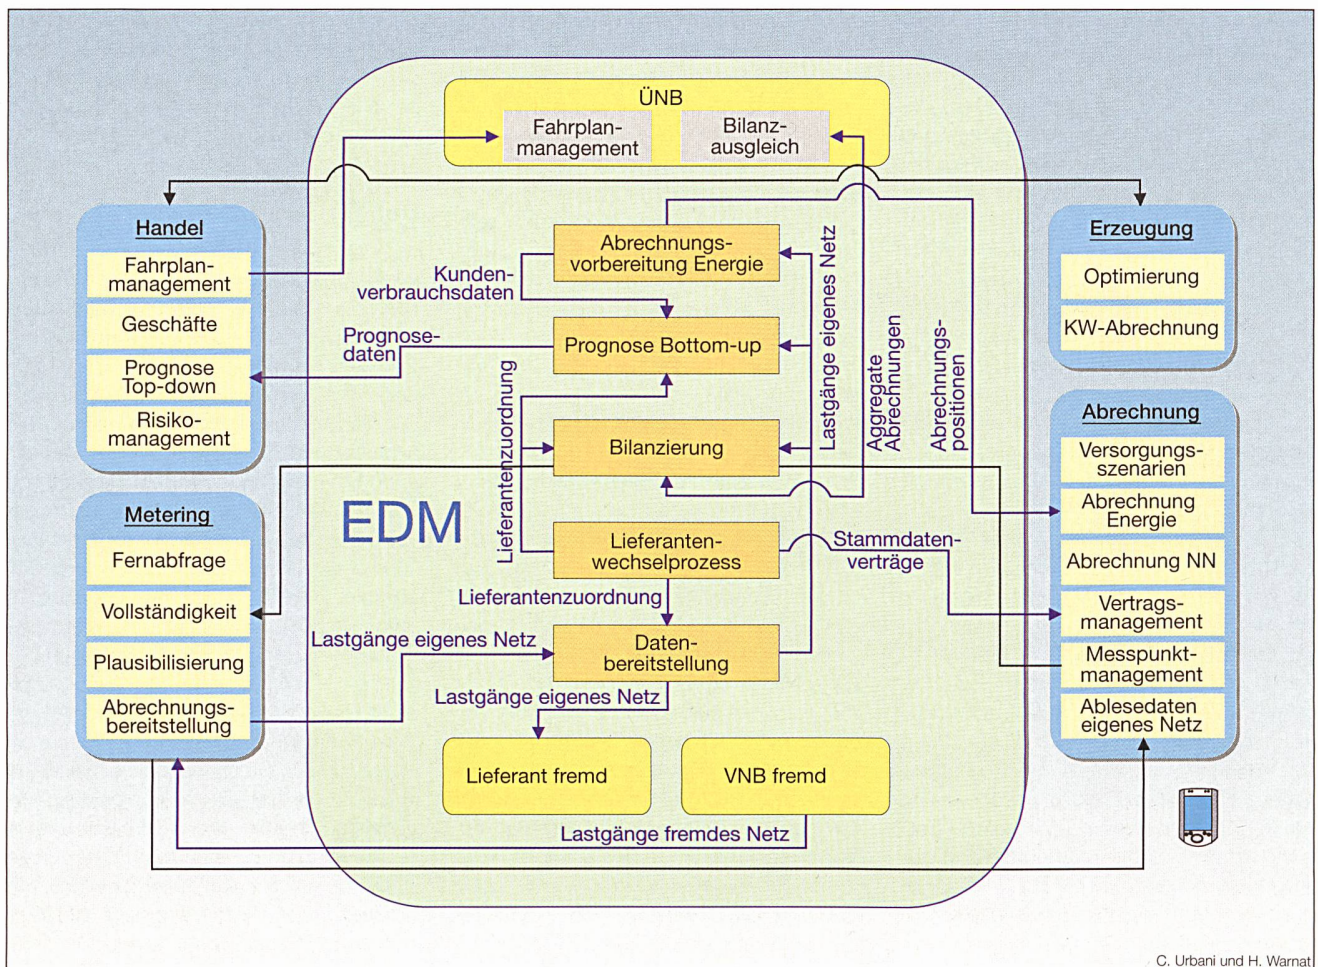 ÜNB
Fahrplan-
management
Bilanz-
ausgleich
Handel
Fahrplan-
management
Geschäfte
Prognose
Top-down
Risiko-
management
Metering
Fernabfrage
Vollständigkeit
Plausibilisierung
Abrechnungs-
bereitstellung
Kunden-
verbrauchsdaten
Prognose-
daten
Lieferantenzuordnung
EDM
Abrechnungs-
vorbereitung Energie
Prognose Bottom-up
Bilanzierung
Lieferanten-
wechselprozess
Lieferantenzuordnung
Lastgänge eigenes Netz
Daten-
bereitstellung
Lastgänge eigenes Netz
Lieferant fremd
VNB fremd
Lastgänge fremdes Netz
Lastgänge eigenes Netz
Aggregate
Abrechnungen
Abrechnungs-
positionen
Stammdaten-
verträge
Erzeugung
Optimierung
KW-Abrechnung
Abrechnung
Versorgungs-
szenarien
Abrechnung
Energie
Abrechnung NN
Vertrags-
management
Messpunkt-
management
Ablesedaten
eigenes Netz
C. Urbani und H. Warnat